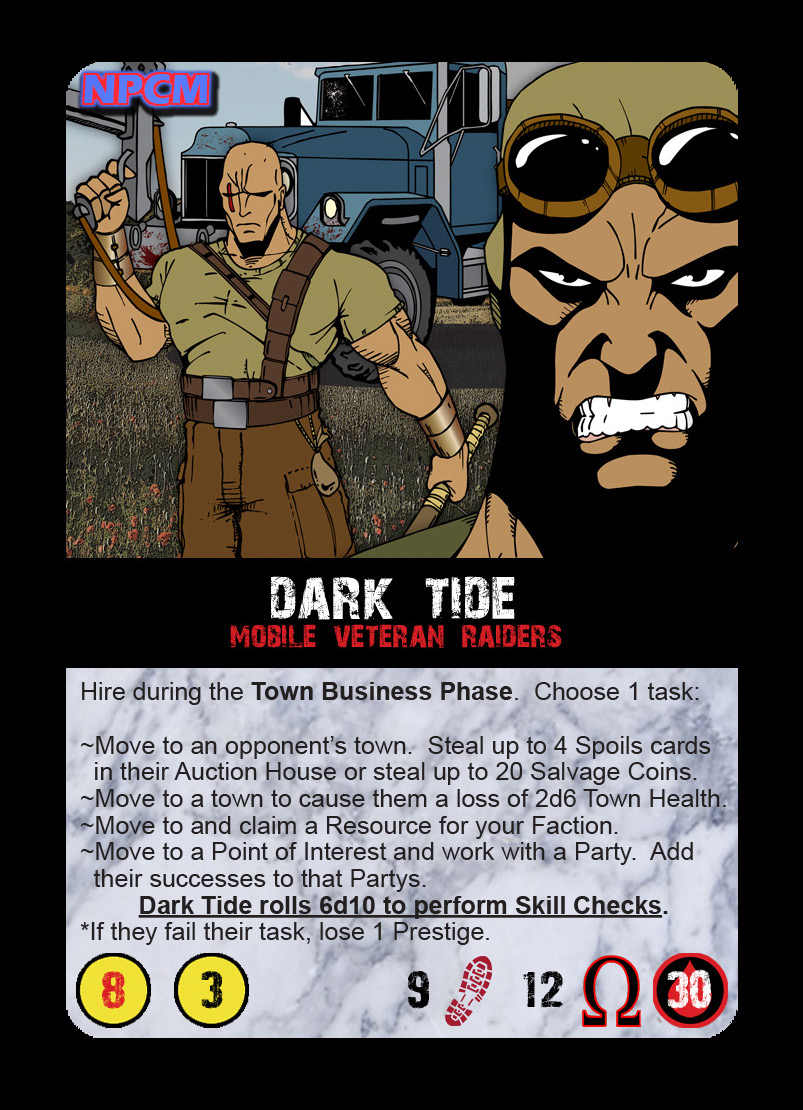 NPCM
DARK TIDE
MOBILE VETERAN RAIDERS
Hire during the Town Business Phase.  Choose 1 task:
~Move to an opponent's town.  Steal up to 4 Spoils cards
in their Auction House or steal up to 20 Salvage Coins.
~Move to a town to cause them a loss of 2d6 Town Health.
~Move to and claim a Resource for your Faction.
~Move to a Point of Interest and work with a Party.  Add
their successes to that Partys.
Dark Tide rolls 6d10 to perform Skill Checks.
*If they fail their task, lose 1 Prestige.
8 3 9 12 Ω 30